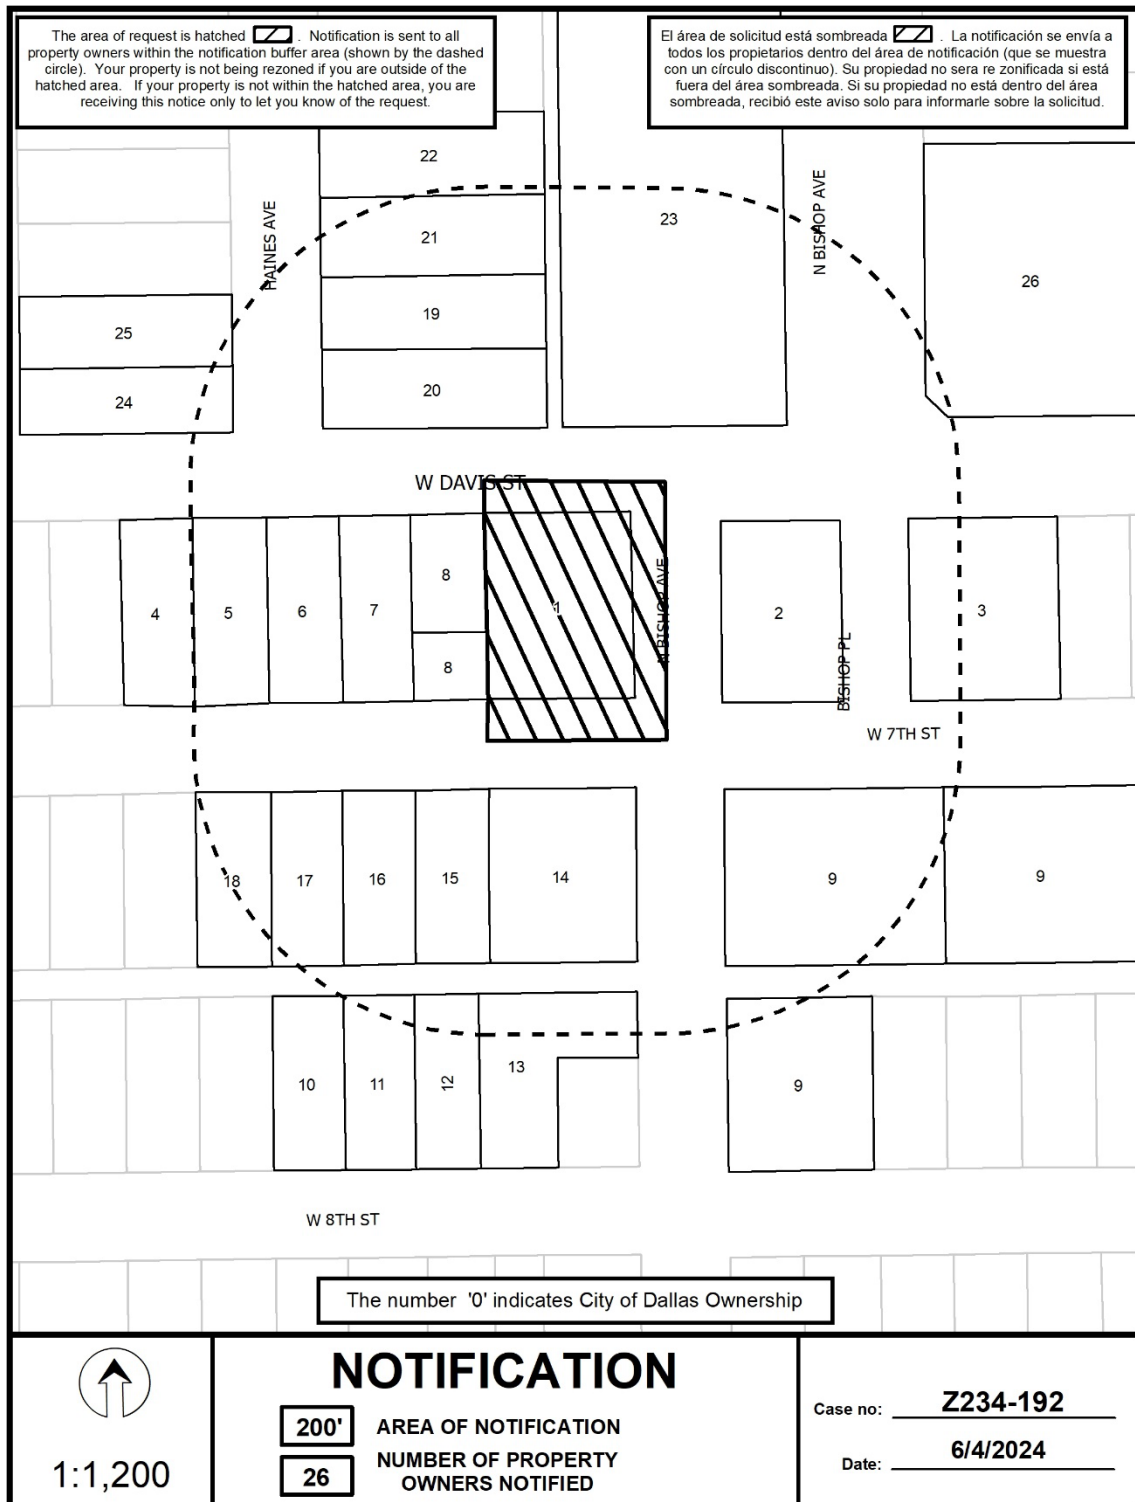 The area of request is hatched . Notification is sent to all
property owners within the notification buffer area (shown by the dashed
circle). Your property is not being rezoned if you are outside of the
hatched area. If your property is not within the hatched area, you are
receiving this notice only to let you know of the request.
El área de solicitud está sombreada . La notificación se envía a
todos los propietarios dentro del área de notificación (que se muestra
con un círculo discontinuo). Su propiedad no sera re zonificada si está
fuera del área sombreada. Si su propiedad no está dentro del área
sombreada, recibió este aviso solo para informarle sobre la solicitud.
22
HAINES AVE
21
23
N BISHOP AVE
26
19
25
20
24
W DAVIS ST
8
N BISHOP AVE
4
5
6
7
1
2
3
8
BISHOP PL
W 7TH ST
18
17
16
15
14
9
9
10
11
12
13
9
W 8TH ST
The number '0' indicates City of Dallas Ownership
1:1,200
NOTIFICATION
200' AREA OF NOTIFICATION
26 NUMBER OF PROPERTY
OWNERS NOTIFIED
Case no: Z234-192
Date: 6/4/2024